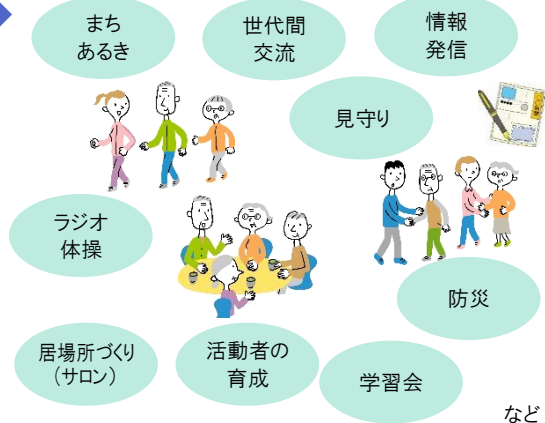 まち
あるき
世代間
交流
情報
発信
見守り
ラジオ
体操
防災
居場所づくり
（サロン）
活動者の
育成
学習会
など